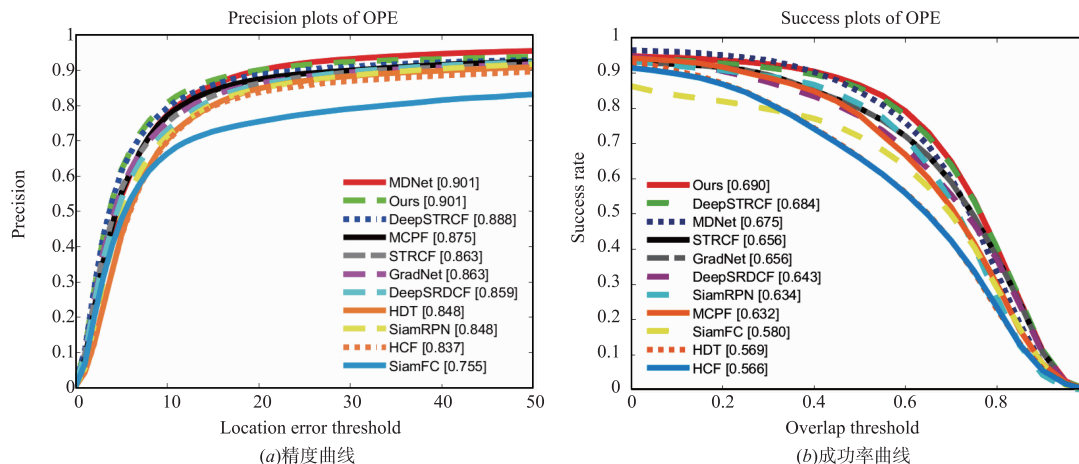 Precision plots of OPE
1
0.9
0.8
0.7
0.6
0.5
0.4
0.3
0.2
0.1
0
Precision
MDNet [0.901]
Ours [0.901]
DeepSTRCF [0.888]
MCPF [0.875]
STRCF [0.863]
GradNet [0.863]
DeepSRDCF [0.859]
HDT [0.848]
SiamRPN [0.848]
HCF [0.837]
SiamFC [0.755]
0 10 20 30 40 50
Location error threshold
(a)精度曲线
Success plots of OPE
1
0.9
0.8
0.7
0.6
0.5
0.4
0.3
0.2
0.1
0
Success rate
Ours [0.690]
DeepSTRCF [0.684]
MDNet [0.675]
STRCF [0.656]
GradNet [0.656]
DeepSRDCF [0.643]
SiamRPN [0.634]
MCPF [0.632]
SiamFC [0.580]
HDT [0.569]
HCF [0.566]
0 0.2 0.4 0.6 0.8
Overlap threshold
(b)成功率曲线